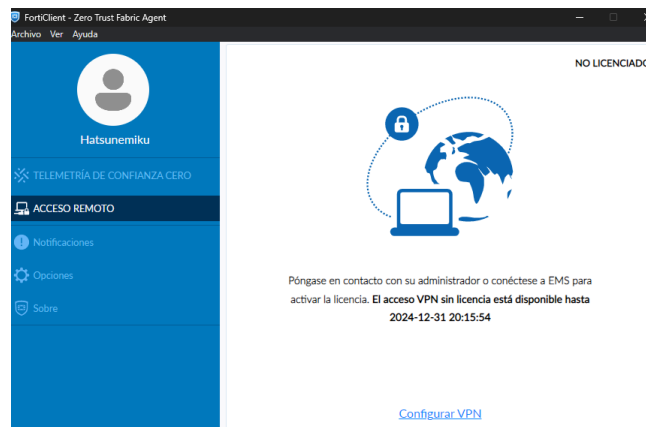 FortiClient - Zero Trust Fabric Agent
Archivo Ver Ayuda
NO LICENCIADO
Hatsunemiku
TELEMETRÍA DE CONFIANZA CERO
ACCESO REMOTO
Notificaciones
Opciones
Sobre
Póngase en contacto con su administrador o conéctese a EMS para
activar la licencia. El acceso VPN sin licencia está disponible hasta
2024-12-31 20:15:54
Configurar VPN